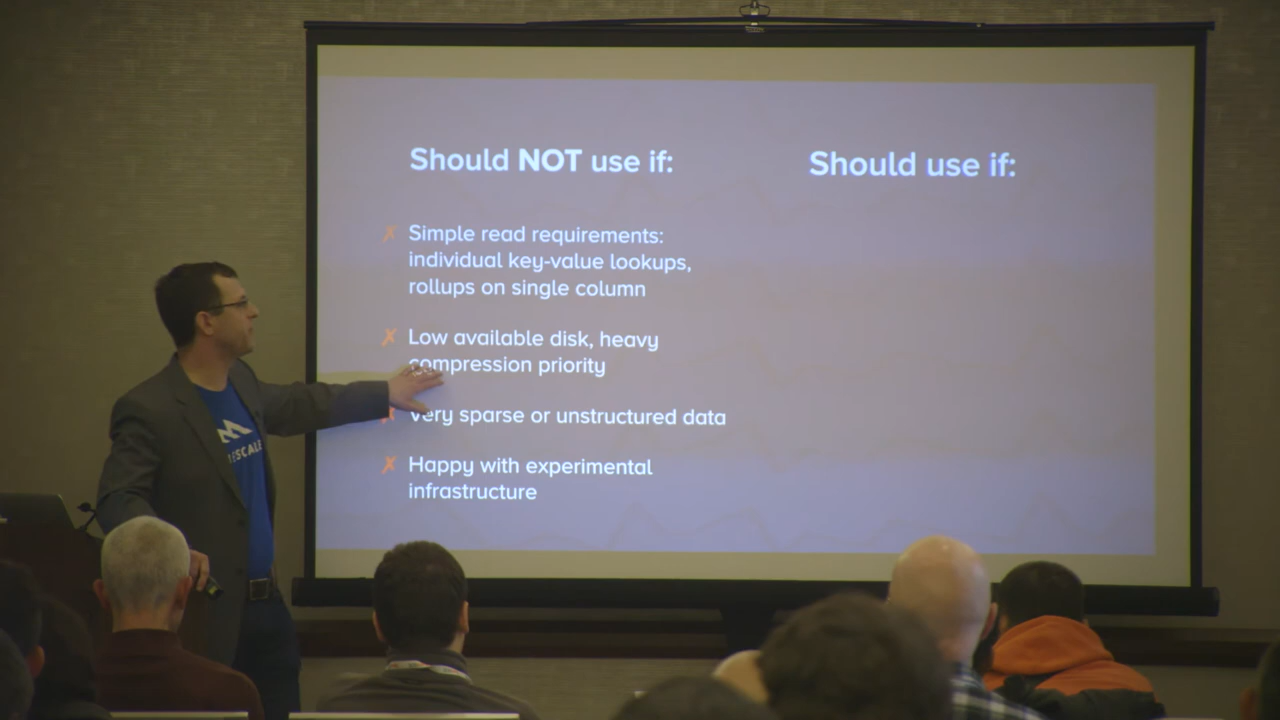 Should NOT use if:
Simple read requirements:
individual key-value lookups,
rollups on single column
Low available disk, heavy
compression priority
Very sparse or unstructured data
Happy with experimental
infrastructure
Should use if: